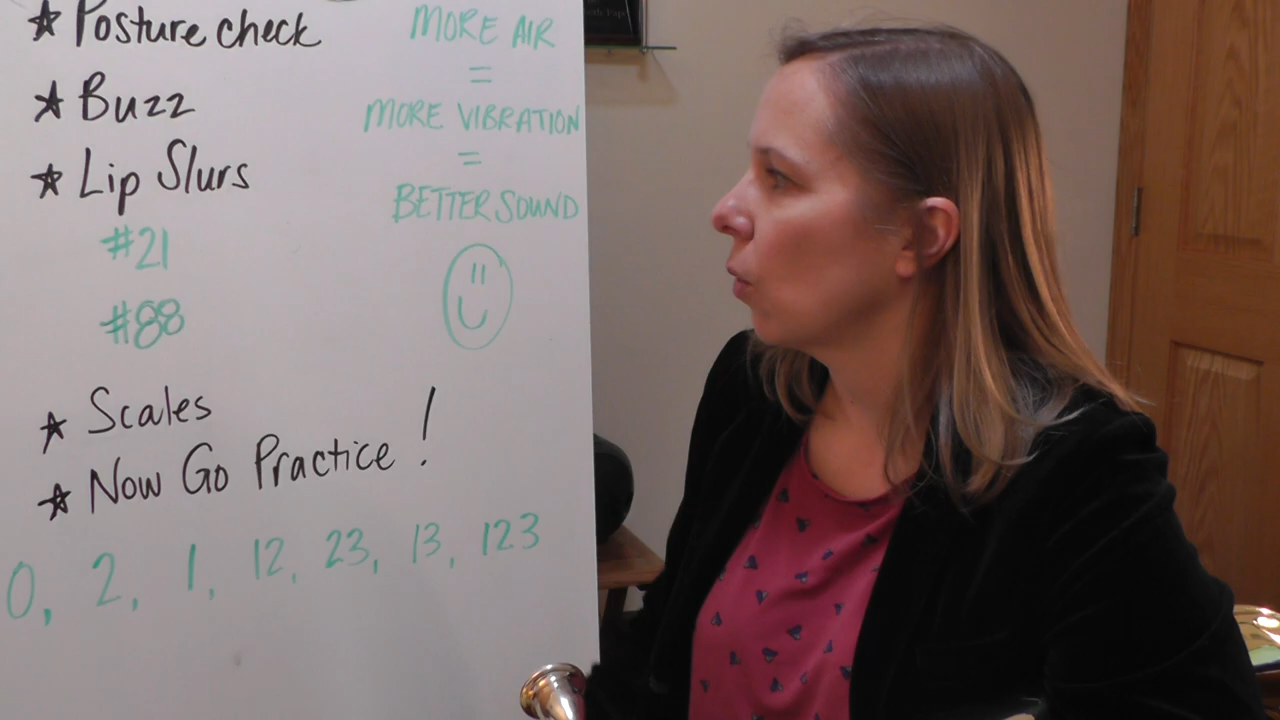 ★ Posture check
★ Buzz
★ Lip Slurs
#21
#88
★ Scales
★ Now Go Practice!
0, 2, 1, 12, 23, 13, 123
MORE AIR
=
MORE VIBRATION
=
BETTER SOUND